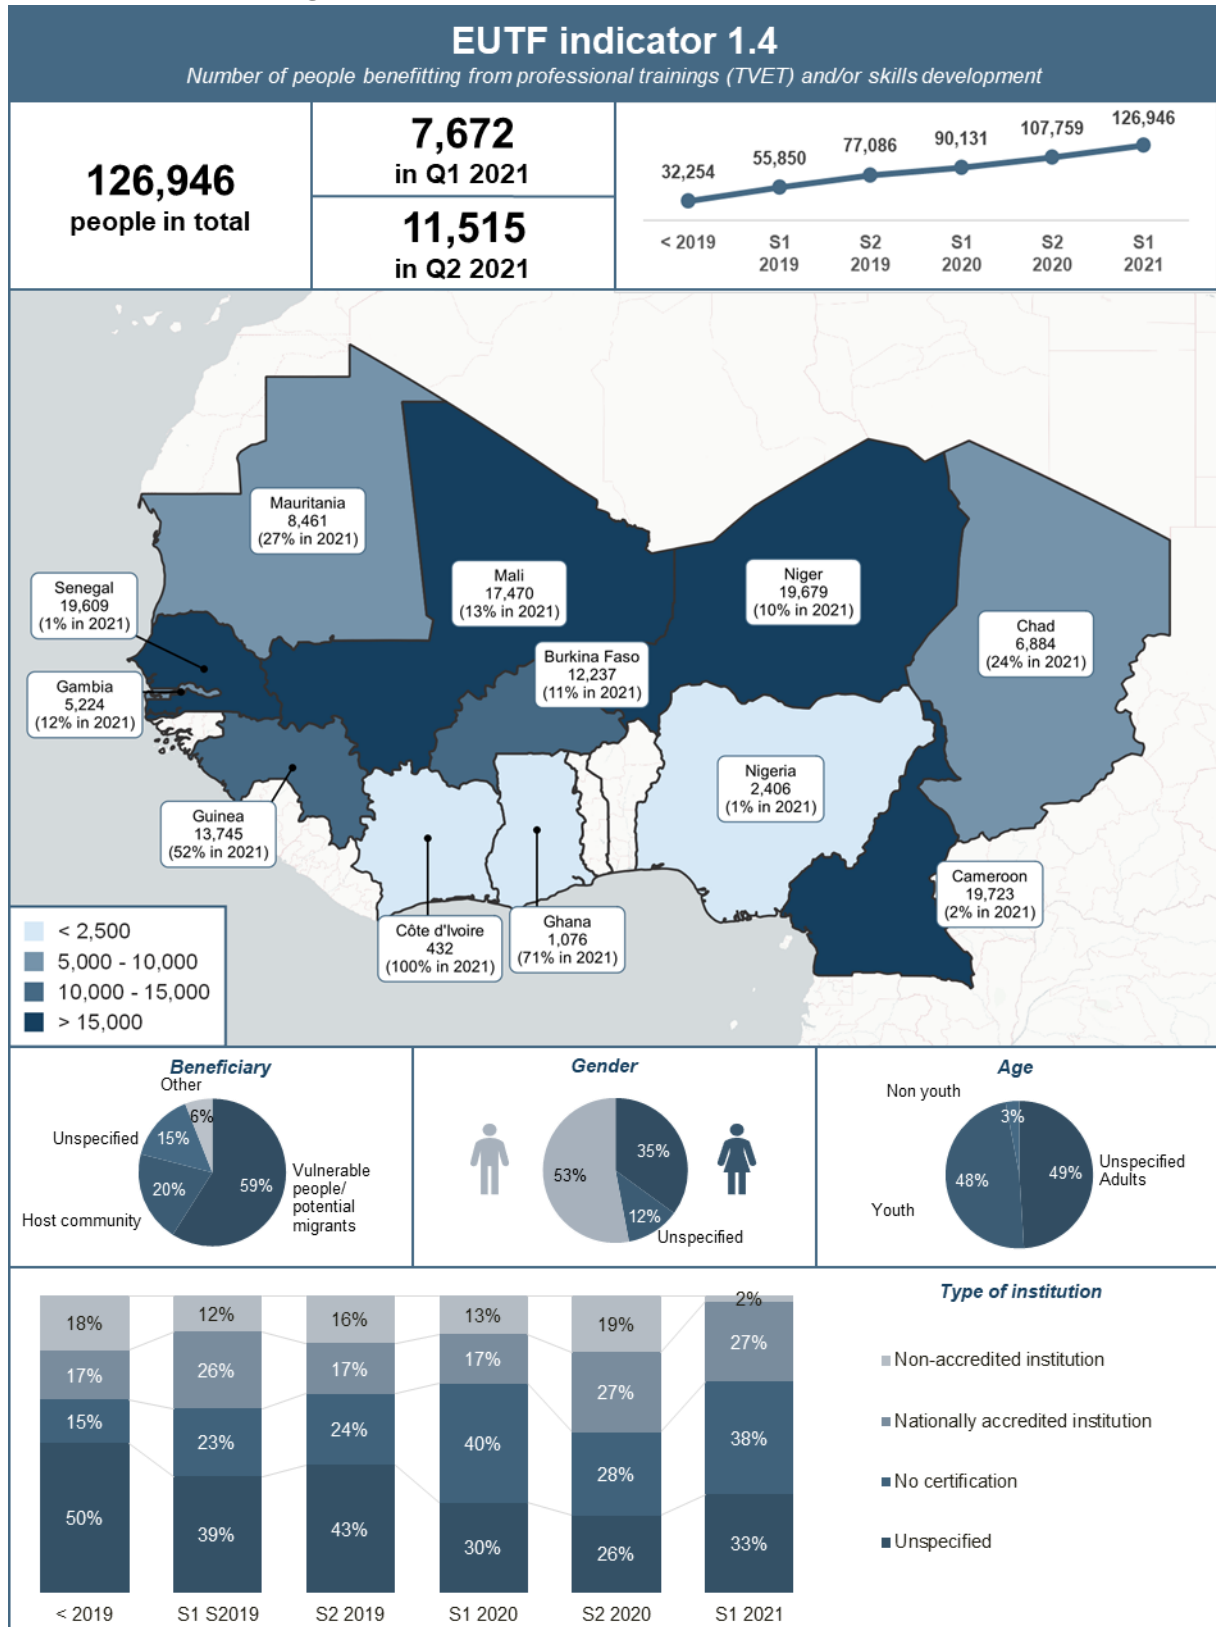 EUTF indicator 1.4
Number of people benefitting from professional trainings (TVET) and/or skills development
126,946
people in total
7,672
in Q1 2021
11,515
in Q2 2021
32,254
55,850
77,086
90,131
107,759
126,946
< 2019
S1
2019
S2
2019
S1
2020
S2
2020
S1
2021
Mauritania
8,461
(27% in 2021)
Mali
17,470
(13% in 2021)
Niger
19,679
(10% in 2021)
Senegal
19,609
(1% in 2021)
Chad
6,884
(24% in 2021)
Burkina Faso
12,237
(11% in 2021)
Gambia
5,224
(12% in 2021)
Nigeria
2,406
(1% in 2021)
Guinea
13,745
(52% in 2021)
Cameroon
19,723
(2% in 2021)
Côte d'Ivoire
432
(100% in 2021)
Ghana
1,076
(71% in 2021)
< 2,500
5,000 - 10,000
10,000 - 15,000
> 15,000
Beneficiary
Other
6%
Unspecified
15%
Host community
20%
59%
Vulnerable
people/
potential
migrants
Gender
53%
35%
12%
Unspecified
Age
Non youth
3%
48%
49%
Unspecified
Adults
Youth
18%
17%
15%
50%
12%
26%
23%
39%
16%
17%
24%
43%
13%
17%
40%
30%
19%
27%
28%
26%
2%
27%
38%
33%
< 2019
S1 S2019
S2 2019
S1 2020
S2 2020
S1 2021
Type of institution
Non-accredited institution
Nationally accredited institution
No certification
Unspecified